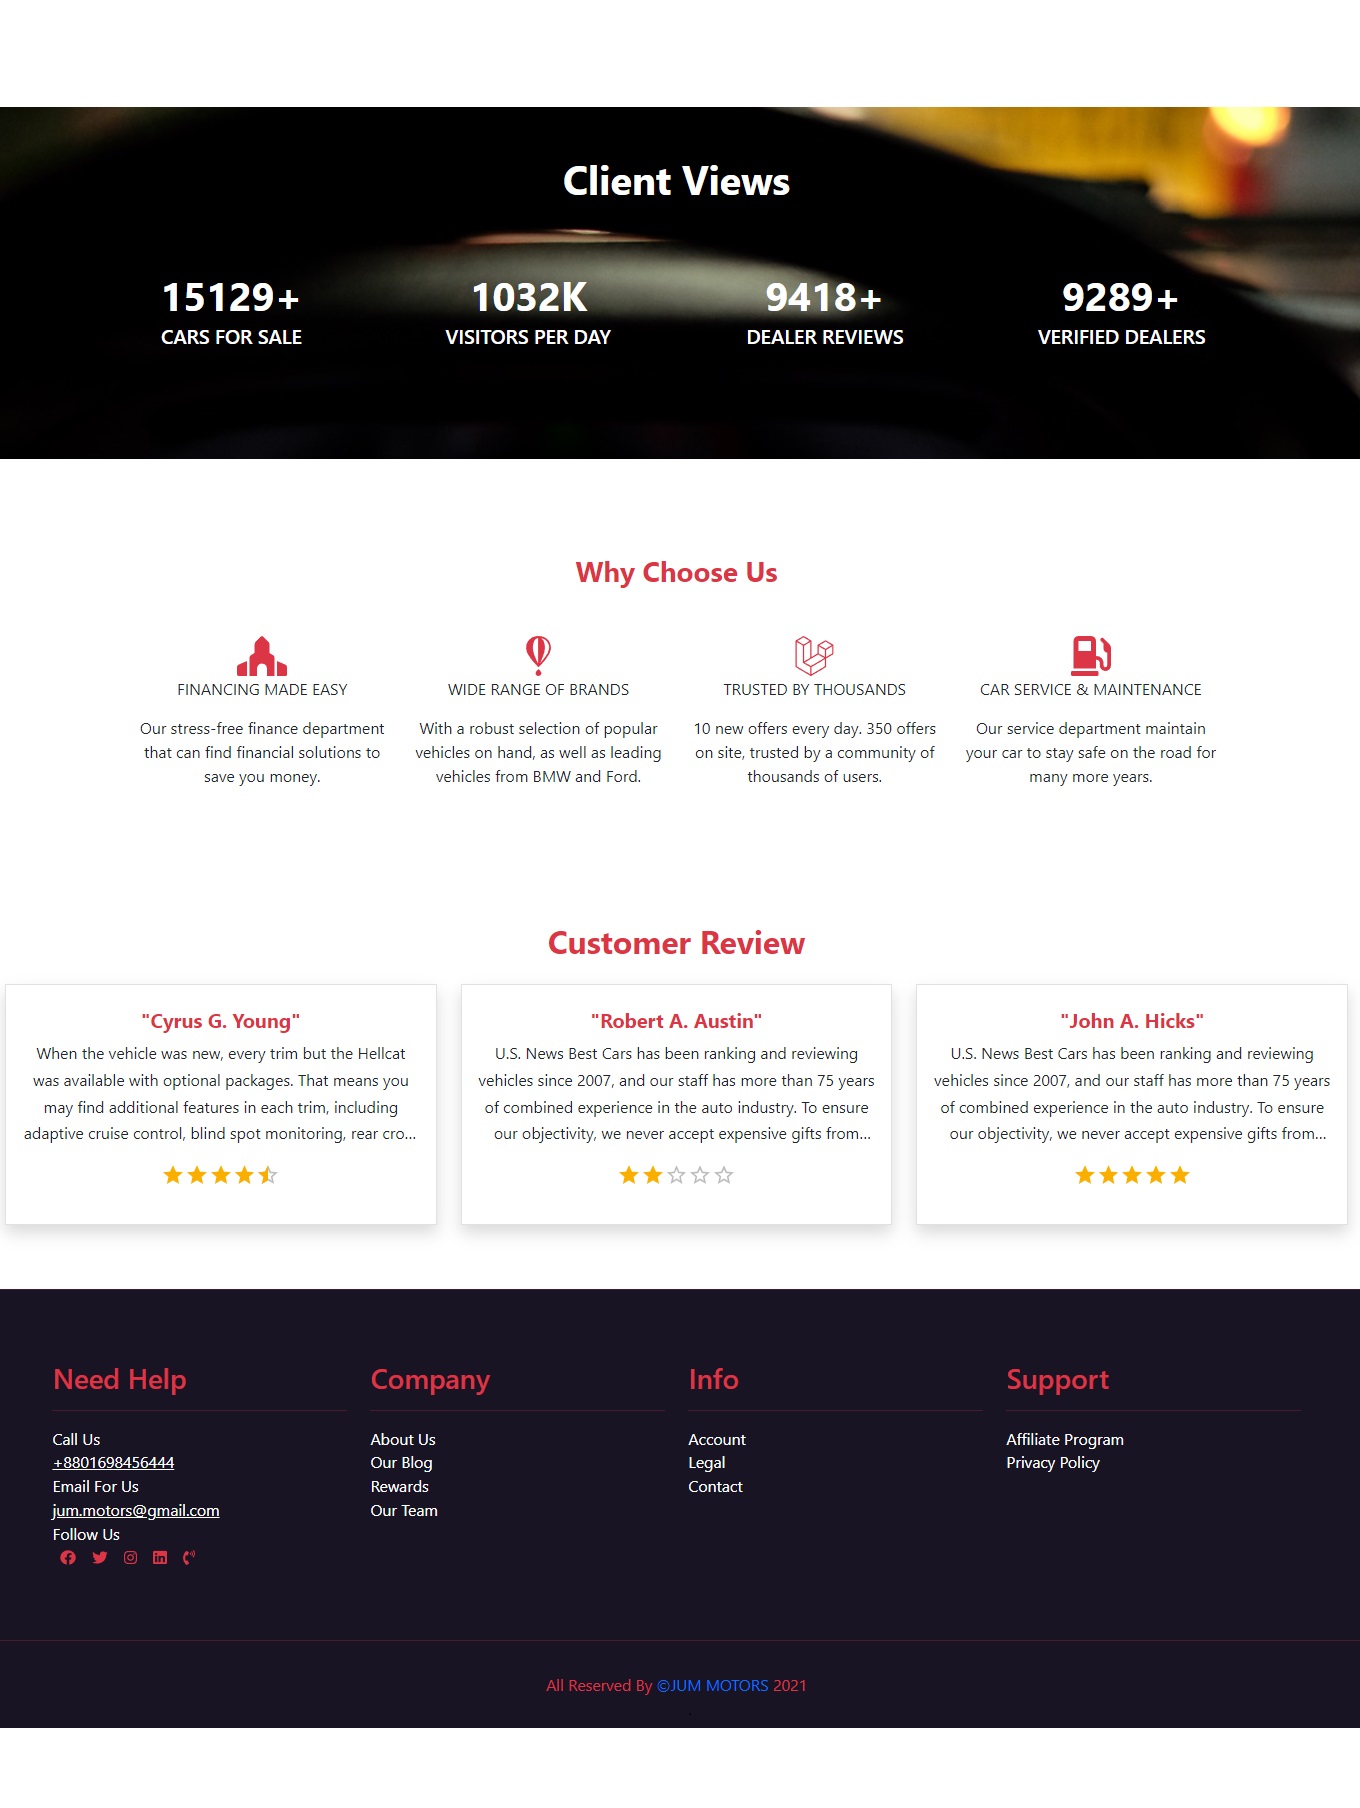 Client Views
15129+
CARS FOR SALE
1032K
VISITORS PER DAY
9418+
DEALER REVIEWS
9289+
VERIFIED DEALERS
Why Choose Us
FINANCING MADE EASY
Our stress-free finance department
that can find financial solutions to
save you money.
WIDE RANGE OF BRANDS
With a robust selection of popular
vehicles on hand, as well as leading
vehicles from BMW and Ford.
TRUSTED BY THOUSANDS
10 new offers every day. 350 offers
on site, trusted by a community of
thousands of users.
CAR SERVICE & MAINTENANCE
Our service department maintain
your car to stay safe on the road for
many more years.
Customer Review
"Cyrus G. Young"
When the vehicle was new, every trim but the Hellcat
was available with optional packages. That means you
may find additional features in each trim, including
adaptive cruise control, blind spot monitoring, rear cro...
"Robert A. Austin"
U.S. News Best Cars has been ranking and reviewing
vehicles since 2007, and our staff has more than 75 years
of combined experience in the auto industry. To ensure
our objectivity, we never accept expensive gifts from...
"John A. Hicks"
U.S. News Best Cars has been ranking and reviewing
vehicles since 2007, and our staff has more than 75 years
of combined experience in the auto industry. To ensure
our objectivity, we never accept expensive gifts from...
Need Help
Call Us
+8801698456444
Email For Us
jum.motors@gmail.com
Follow Us
Company
About Us
Our Blog
Rewards
Our Team
Info
Account
Legal
Contact
Support
Affiliate Program
Privacy Policy
All Reserved By ©JUM MOTORS 2021